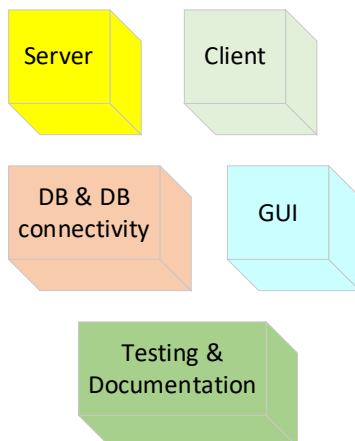 Server
Client
DB & DB
connectivity
GUI
Testing &
Documentation